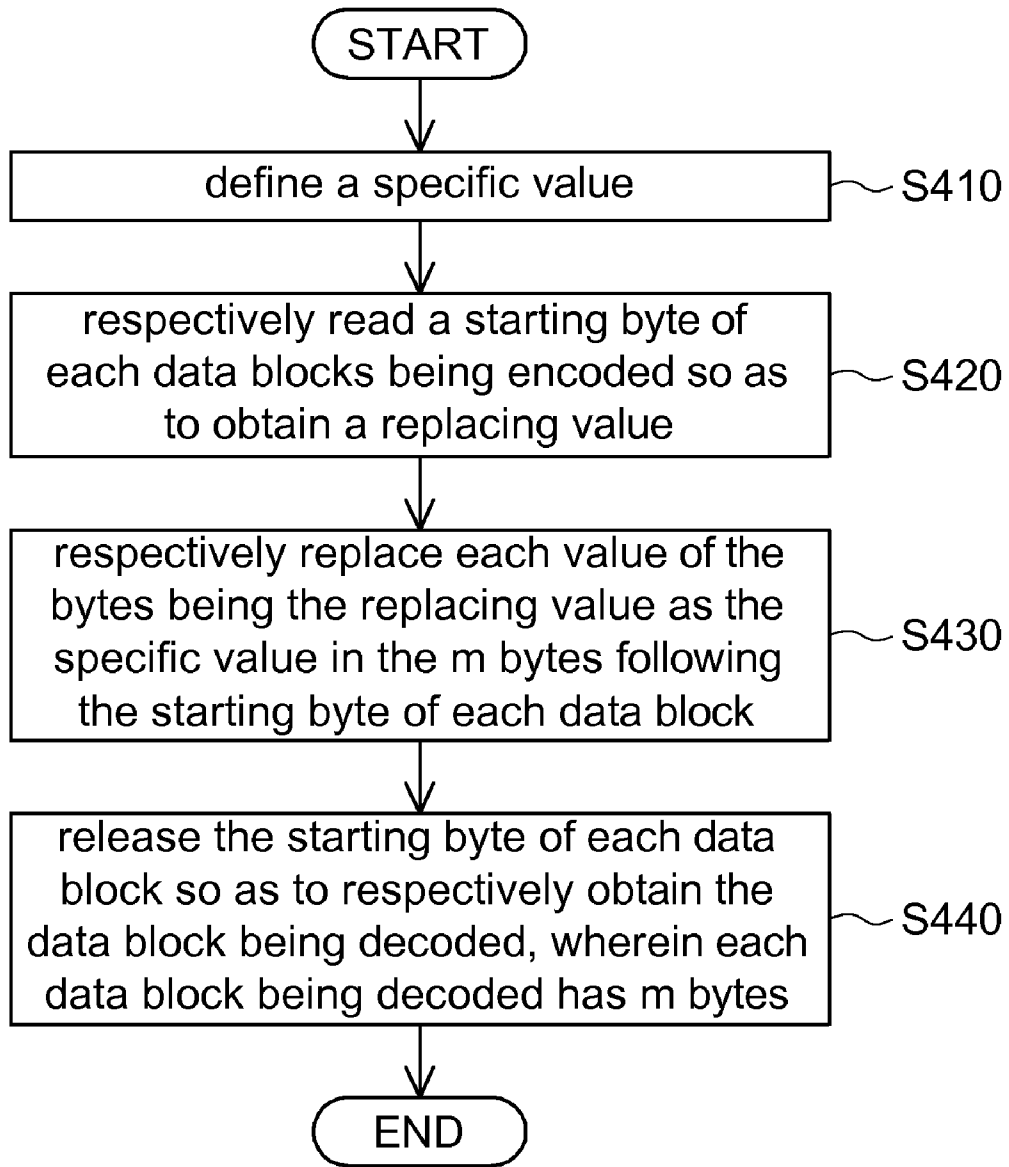 START
define a specific value
S410
respectively read a starting byte of
each data blocks being encoded so as
to obtain a replacing value
S420
respectively replace each value of the
bytes being the replacing value as the
specific value in the m bytes following
the starting byte of each data block
S430
release the starting byte of each data
block so as to respectively obtain the
data block being decoded, wherein each
data block being decoded has m bytes
S440
END